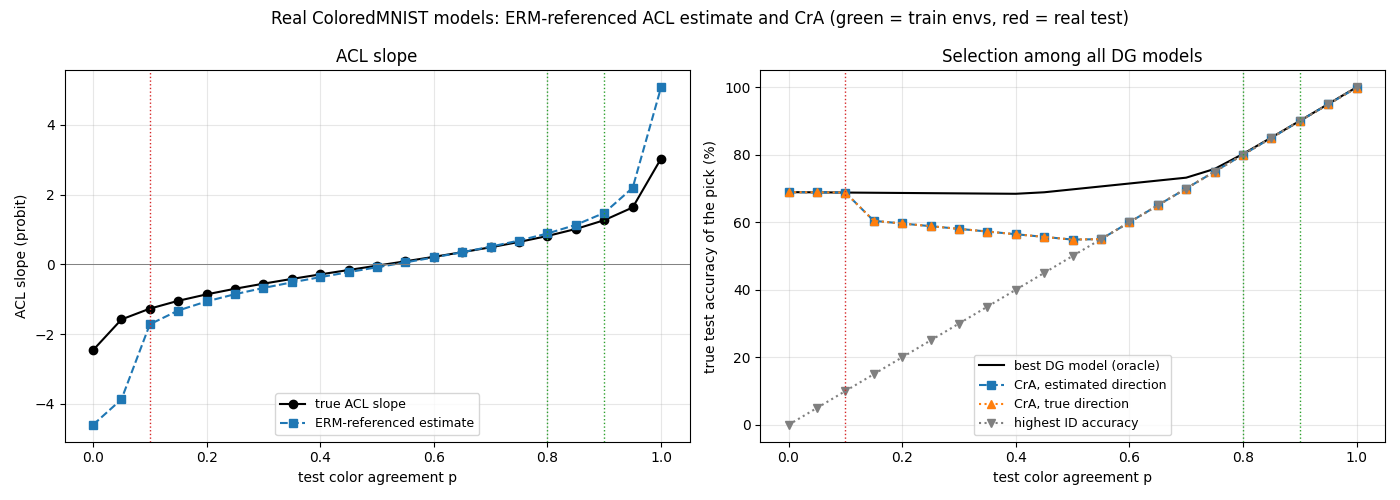 Real ColoredMNIST models: ERM-referenced ACL estimate and CrA (green = train envs, red = real test)
ACL slope
ACL slope (probit)
4
2
0
−2
−4
0.0 0.2 0.4 0.6 0.8 1.0
test color agreement p
true ACL slope
ERM-referenced estimate
Selection among all DG models
true test accuracy of the pick (%)
100
80
60
40
20
0
0.0 0.2 0.4 0.6 0.8 1.0
test color agreement p
best DG model (oracle)
CrA, estimated direction
CrA, true direction
highest ID accuracy